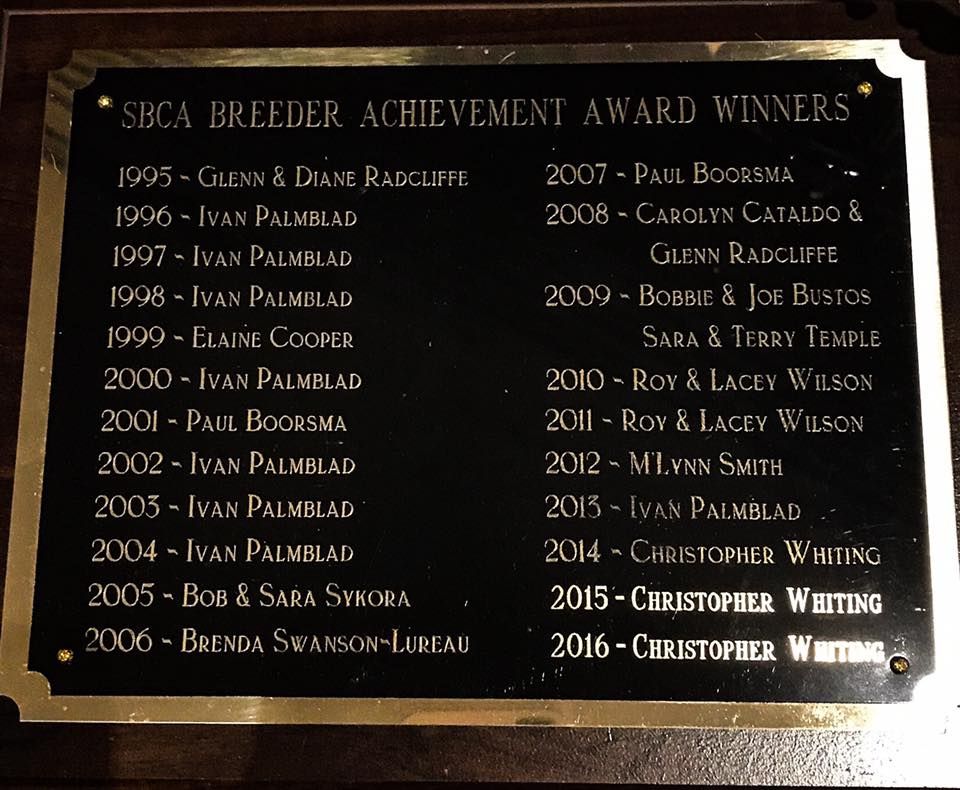 SBCA BREEDER ACHIEVEMENT AWARD WINNERS
1995 - GLENN & DIANE RADCLIFFE
1996 - IVAN PALMBLAD
1997 - IVAN PALMBLAD
1998 - IVAN PALMBLAD
1999 - ELAINE COOPER
2000 - IVAN PALMBLAD
2001 - PAUL BOORSMA
2002 - IVAN PALMBLAD
2003 - IVAN PALMBLAD
2004 - IVAN PALMBLAD
2005 - BOB & SARA SYKORA
2006 - BRENDA SWANSON-LUREAU
2007 - PAUL BOORSMA
2008 - CAROLYN CATALDO &
GLENN RADCLIFFE
2009 - BOBBIE & JOE BUSTOS
SARA & TERRY TEMPLE
2010 - ROY & LACEY WILSON
2011 - ROY & LACEY WILSON
2012 - M'LYNN SMITH
2013 - IVAN PALMBLAD
2014 - CHRISTOPHER WHITING
2015 - CHRISTOPHER WHITING
2016 - CHRISTOPHER WHITING